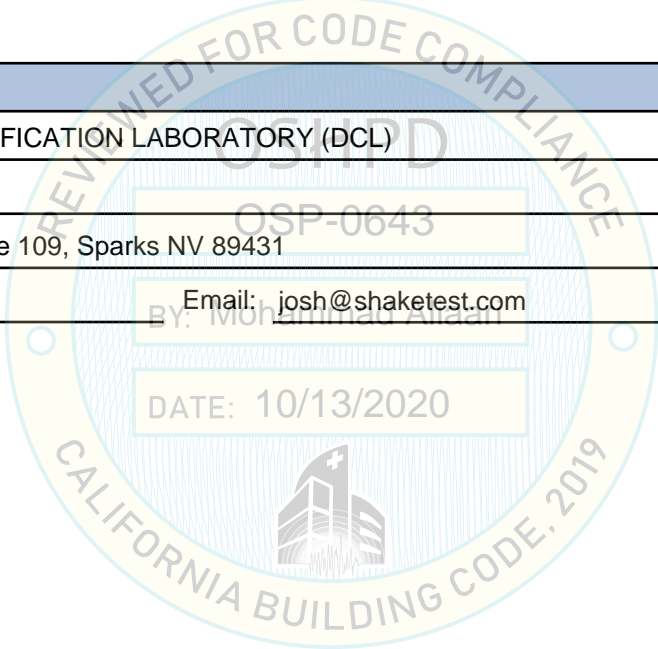 REVIEWED FOR CODE COMPLIANCE
FICATION LABORATORY (DCL)
OSHPD
OSP-0643
e 109, Sparks NV 89431
Email: josh@shaketest.com
BY: Mohammad
DATE: 10/13/2020
CALIFORNIA BUILDING CODE, 2019